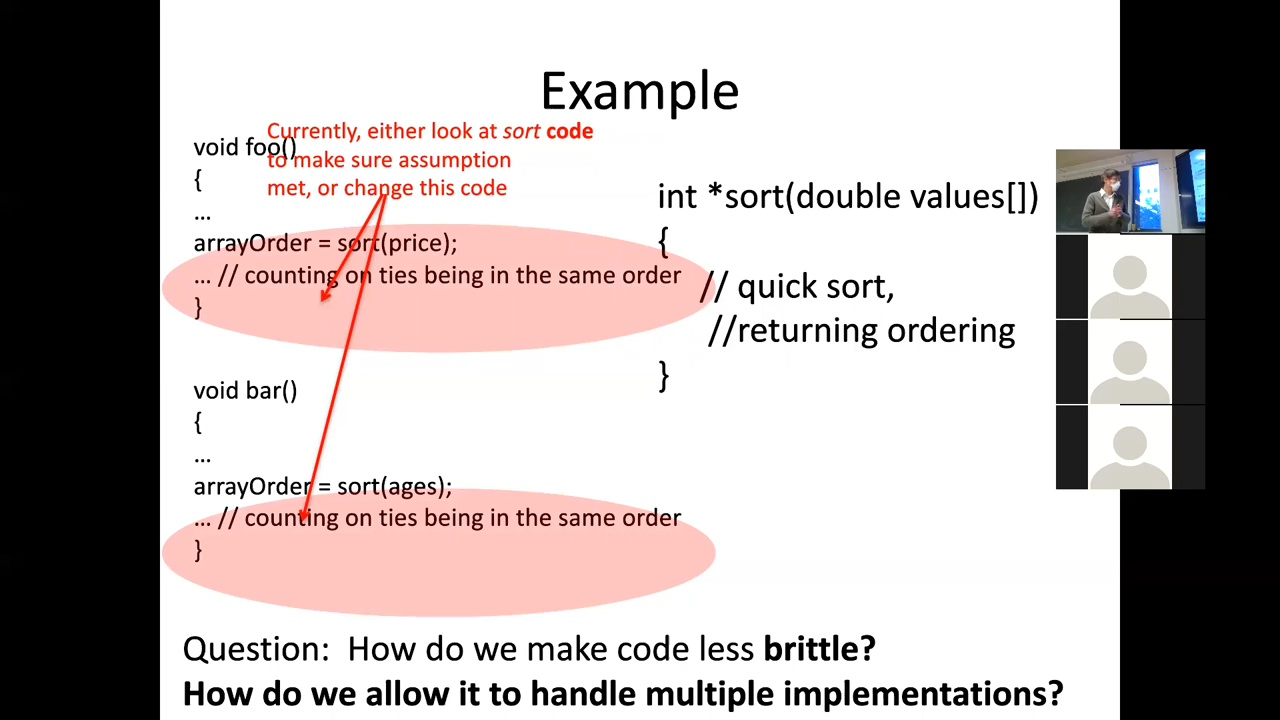 Example
Currently, either look at sort code
to make sure assumption
met, or change this code
void foo()
{
…
arrayOrder = sort(price);
… // counting on ties being in the same order
}
void bar()
{
…
arrayOrder = sort(ages);
… // counting on ties being in the same order
}
int *sort(double values[])
{
// quick sort,
//returning ordering
}
Question: How do we make code less brittle?
How do we allow it to handle multiple implementations?